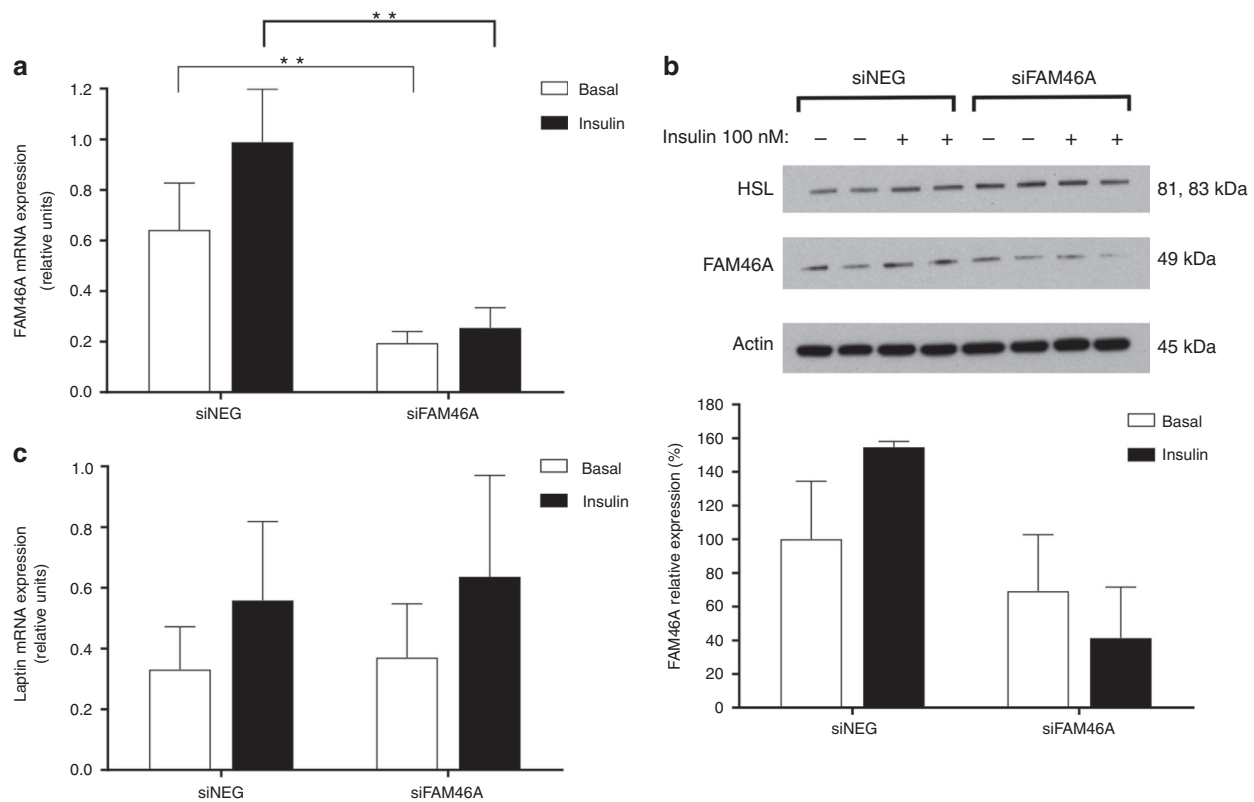 a
* *
* *
1.2
1.0
0.8
0.6
0.4
0.2
0.0
FAM46A mRNA expression
(relative units)
Basal
Insulin
siNEG
siFAM46A
b
siNEG
siFAM46A
Insulin 100 nM:
– – + + – – + +
HSL
81, 83 kDa
FAM46A
49 kDa
Actin
45 kDa
180
160
140
120
100
80
60
40
20
0
FAM46A relative expression (%)
Basal
Insulin
siNEG
siFAM46A
c
1.0
0.8
0.6
0.4
0.2
0.0
Laptin mRNA expression
(relative units)
Basal
Insulin
siNEG
siFAM46A